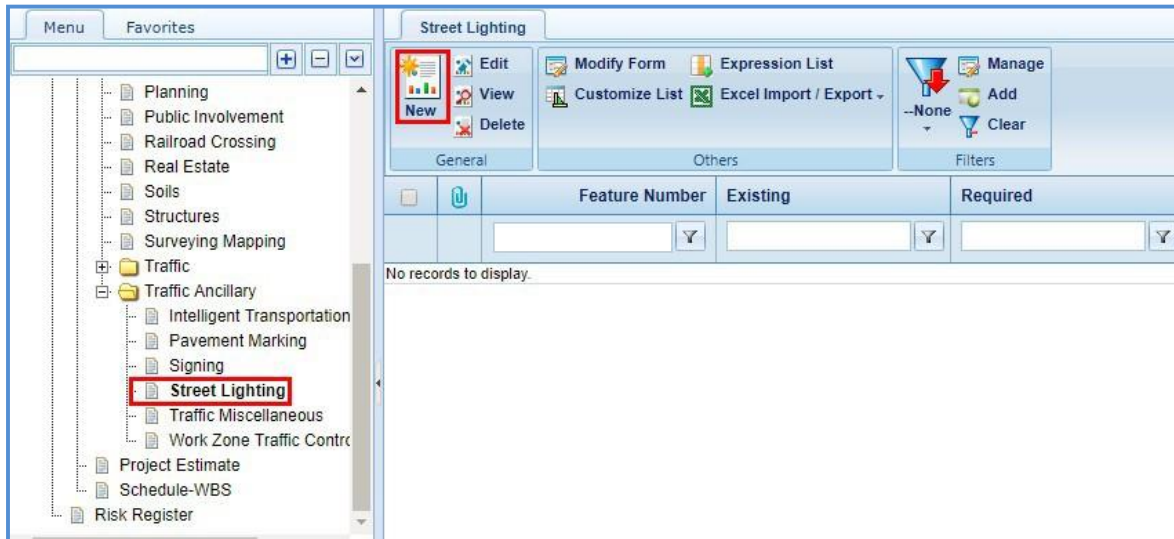 Menu
Favorites
Planning
Public Involvement
Railroad Crossing
Real Estate
Soils
Structures
Surveying Mapping
Traffic
Traffic Ancillary
Intelligent Transportation
Pavement Marking
Signing
Street Lighting
Traffic Miscellaneous
Work Zone Traffic Contro
Project Estimate
Schedule-WBS
Risk Register
Street Lighting
New
Edit
View
Delete
General
Modify Form
Expression List
Customize List
Excel Import / Export
Others
--None
Manage
Add
Clear
Filters
Feature Number
Existing
Required
No records to display.